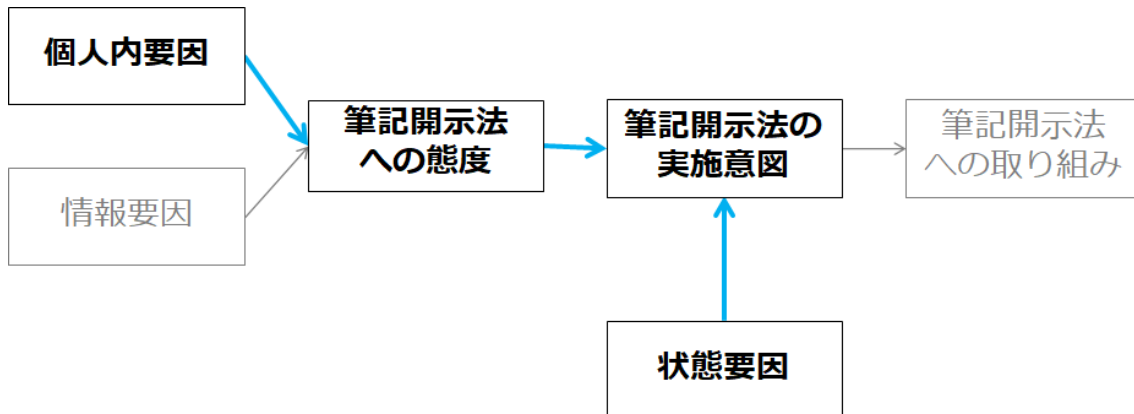 個人内要因
情報要因
筆記開示法
への態度
筆記開示法の
実施意図
筆記開示法
への取り組み
状態要因